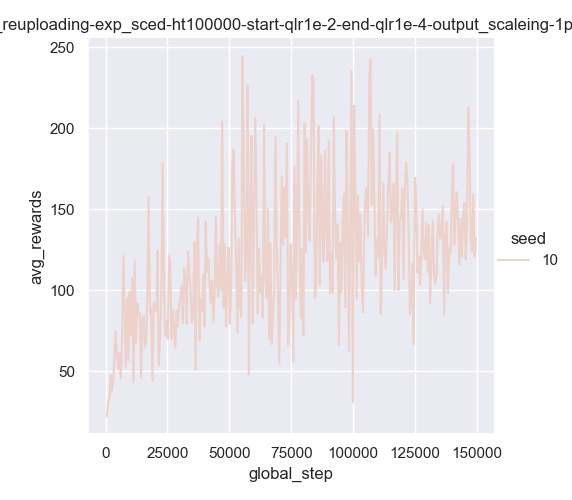 _reuploading-exp_sced-ht100000-start-qlr1e-2-end-qlr1e-4-output_scaleing-1p
250
200
150
100
50
avg_rewards
0 25000 50000 75000 100000 125000 150000
global_step
seed
10